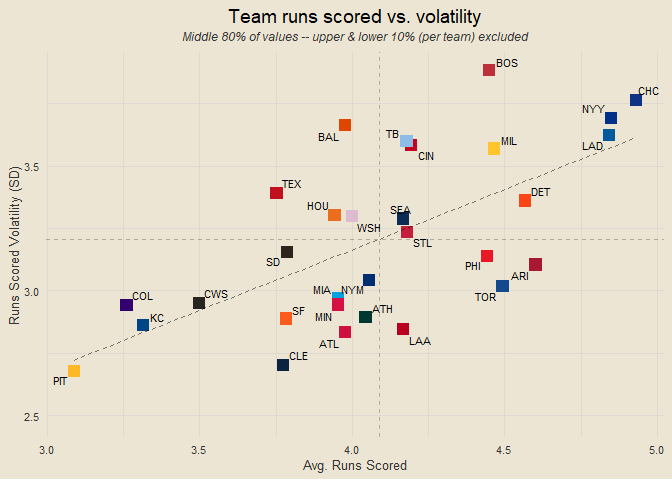 Team runs scored vs. volatility
Middle 80% of values -- upper & lower 10% (per team) excluded
BOS
CHC
NYY
LAD
BAL
TB
CIN
MIL
3.5
TEX
DET
HOU
WSH
SEA
STL
SD
PHI
ARI
TOR
3.0
COL
CWS
MIA
NYM
KC
SF
MIN
ATH
ATL
LAA
CLE
PIT
2.5
3.0
3.5
4.0
4.5
5.0
Avg. Runs Scored
Runs Scored Volatility (SD)